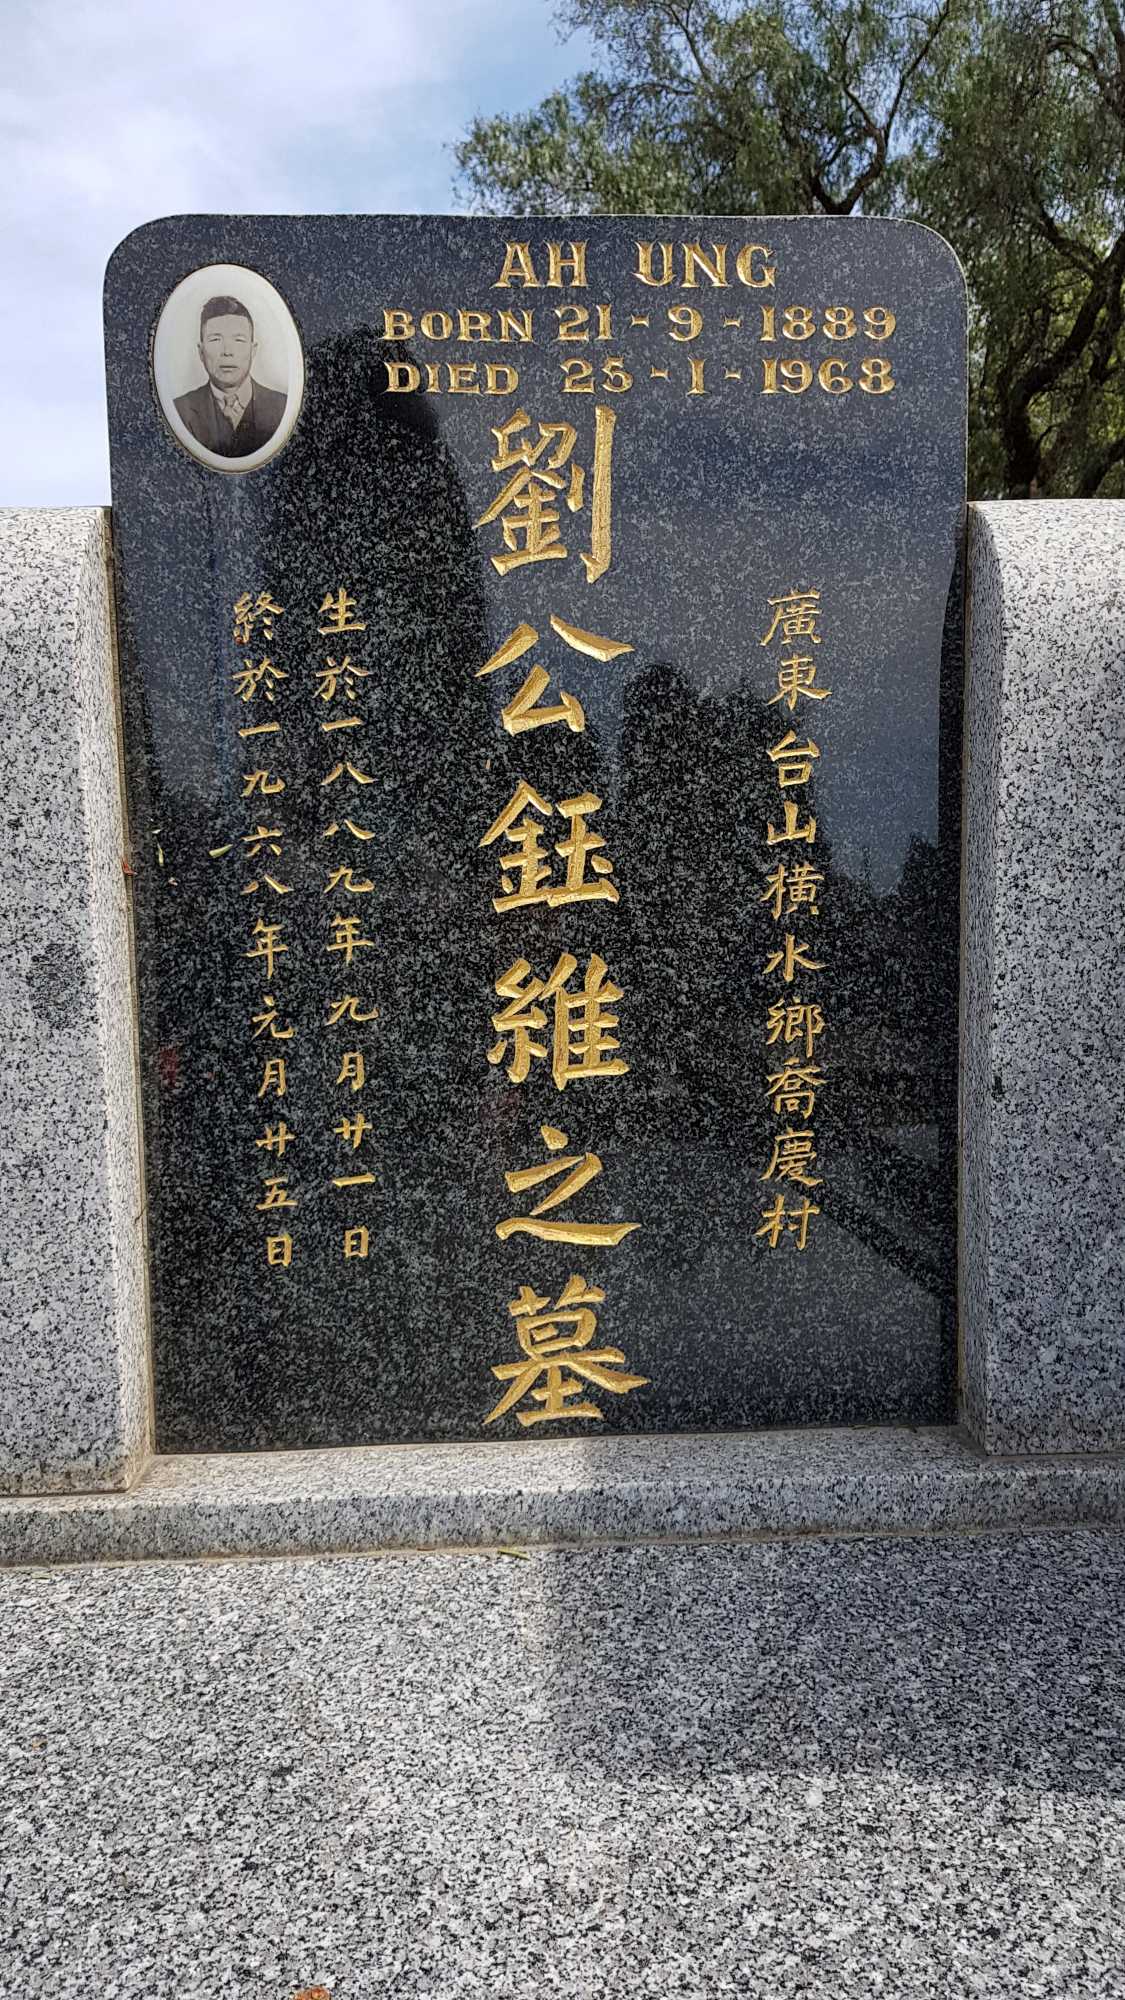 AH UNG
BORN 21-9-1889
DIED 25-1-1968
廣東台山橫水鄉喬慶村
劉公鈺維之墓
生於一八八九年九月廿一日
終於一九六八年元月廿五日